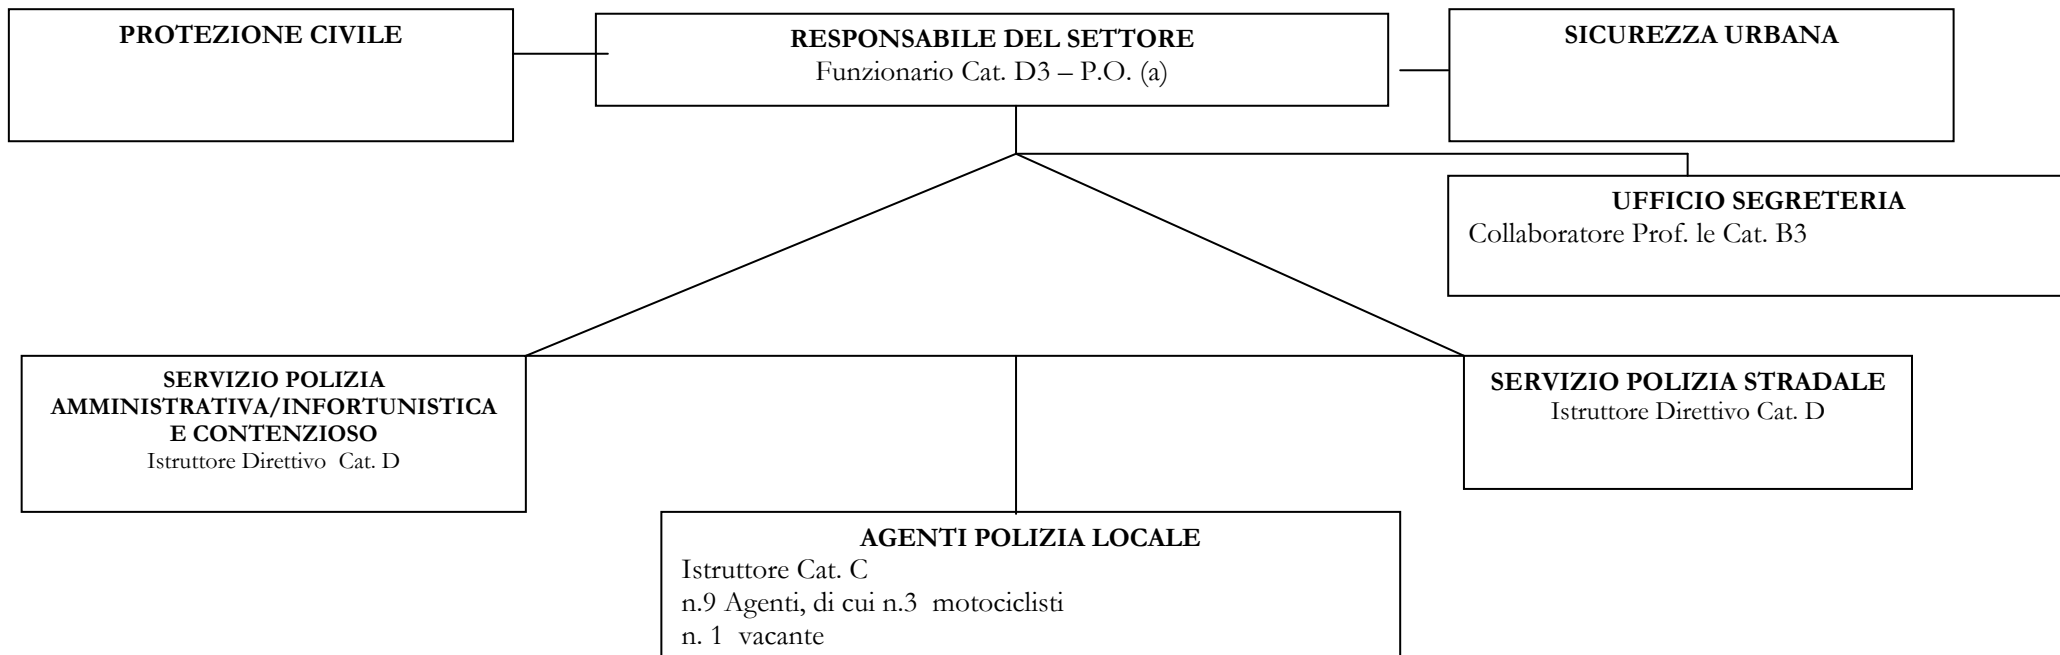 PROTEZIONE CIVILE
RESPONSABILE DEL SETTORE
Funzionario Cat. D3 – P.O. (a)
SICUREZZA URBANA
UFFICIO SEGRETERIA
Collaboratore Prof. le Cat. B3
SERVIZIO POLIZIA
AMMINISTRATIVA/INFORTUNISTICA
E CONTENZIOSO
Istruttore Direttivo Cat. D
SERVIZIO POLIZIA STRADALE
Istruttore Direttivo Cat. D
AGENTI POLIZIA LOCALE
Istruttore Cat. C
n.9 Agenti, di cui n.3 motociclisti
n. 1 vacante